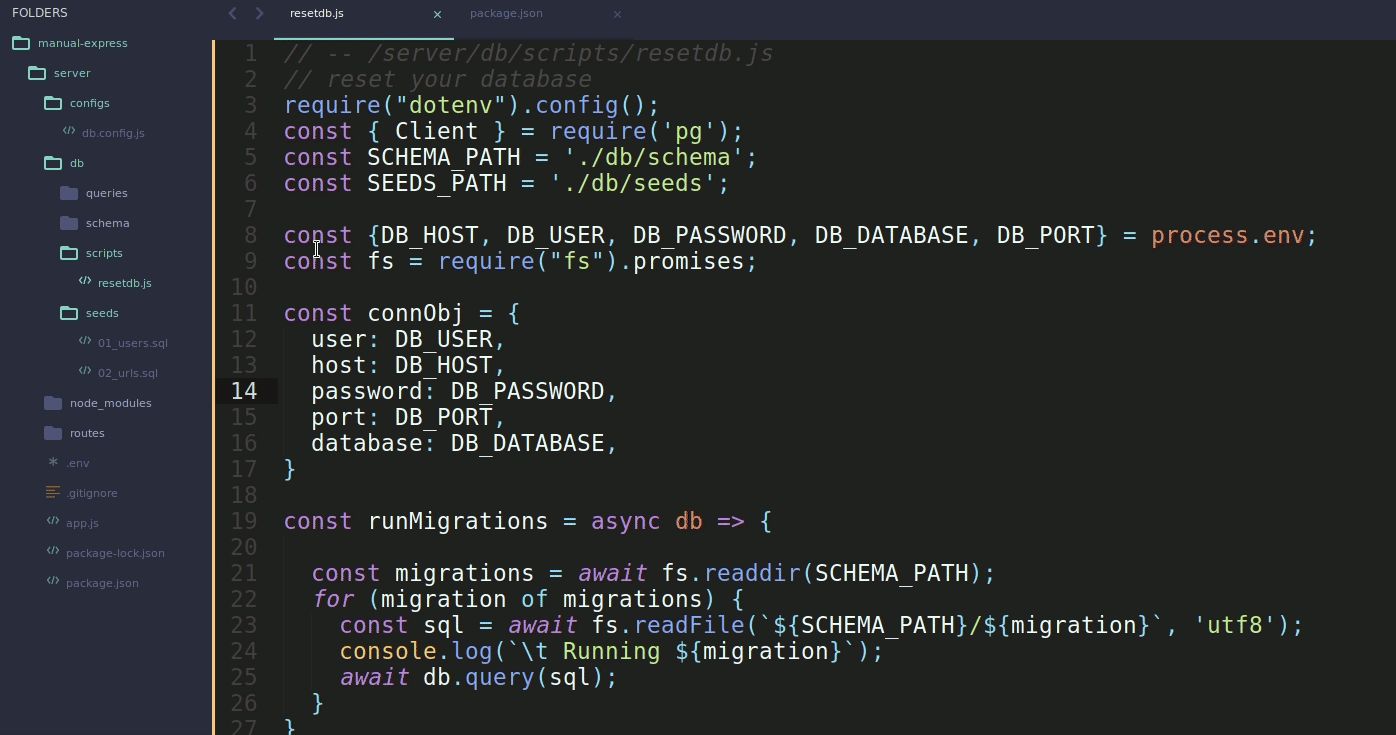 FOLDERS
manual-express
server
configs
db.config.js
db
queries
schema
scripts
resetdb.js
seeds
01_users.sql
02_urls.sql
node_modules
routes
.env
.gitignore
app.js
package-lock.json
package.json
resetdb.js × package.json ×
1 // -- /server/db/scripts/resetdb.js
2 // reset your database
3 require("dotenv").config();
4 const { Client } = require('pg');
5 const SCHEMA_PATH = './db/schema';
6 const SEEDS_PATH = './db/seeds';
7
8 const {DB_HOST, DB_USER, DB_PASSWORD, DB_DATABASE, DB_PORT} = process.env;
9 const fs = require("fs").promises;
10
11 const connObj = {
12   user: DB_USER,
13   host: DB_HOST,
14   password: DB_PASSWORD,
15   port: DB_PORT,
16   database: DB_DATABASE,
17 }
18
19 const runMigrations = async db => {
20
21   const migrations = await fs.readdir(SCHEMA_PATH);
22   for (migration of migrations) {
23     const sql = await fs.readFile(`${SCHEMA_PATH}/${migration}`, 'utf8');
24     console.log(`\t Running ${migration}`);
25     await db.query(sql);
26   }
27 }